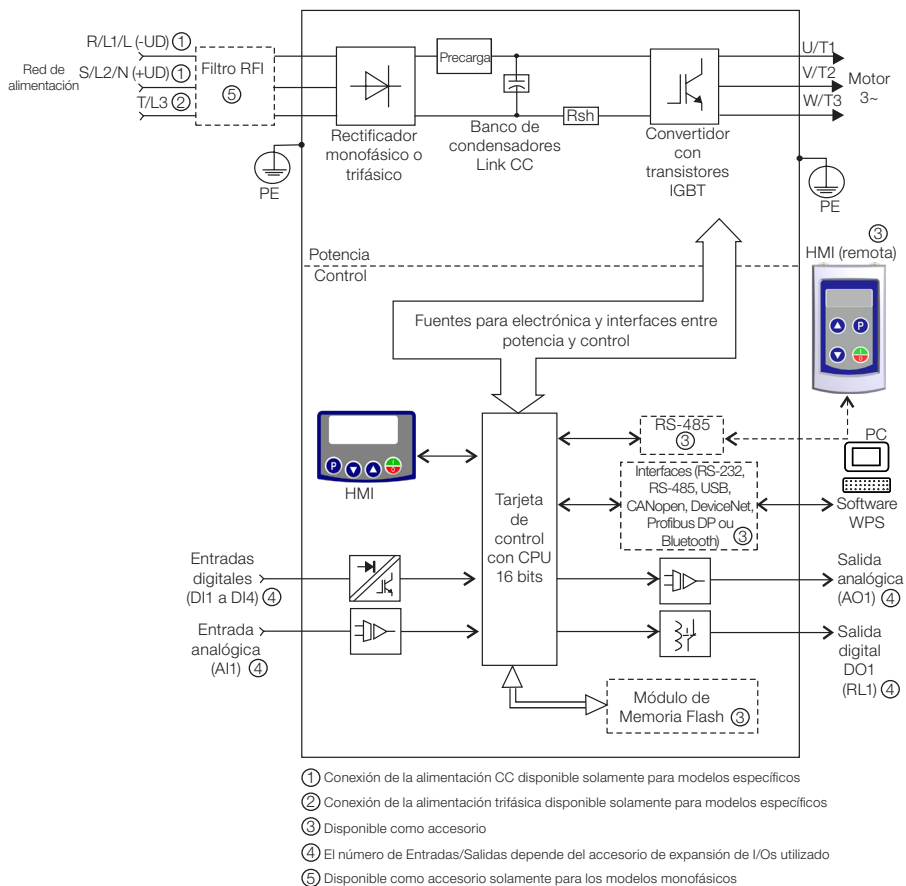 R/L1/L (-UD) ①
S/L2/N (+UD) ①
T/L3 ②
Red de
alimentación
Filtro RFI
⑤
PE
Rectificador
monofásico o
trifásico
Precarga
Banco de
condensadores
Link CC
Rsh
Convertidor
con
transistores
IGBT
U/T1
V/T2
W/T3
Motor
3~
PE
Potencia
Control
③
HMI (remota)
P
I
0
Fuentes para electrónica y interfaces entre
potencia y control
P
I
0
HMI
Tarjeta
de
control
con CPU
16 bits
RS-485
③
Interfaces (RS-232,
RS-485, USB,
CANopen, DeviceNet,
Profibus DP ou
Bluetooth) ③
PC
Software
WPS
Entradas
digitales
(DI1 a DI4) ④
Entrada
analógica
(AI1) ④
Salida
analógica
(AO1) ④
Salida
digital
DO1
(RL1) ④
Módulo de
Memoria Flash ③
① Conexión de la alimentación CC disponible solamente para modelos específicos
② Conexión de la alimentación trifásica disponible solamente para modelos específicos
③ Disponible como accesorio
④ El número de Entradas/Salidas depende del accesorio de expansión de I/Os utilizado
⑤ Disponible como accesorio solamente para los modelos monofásicos